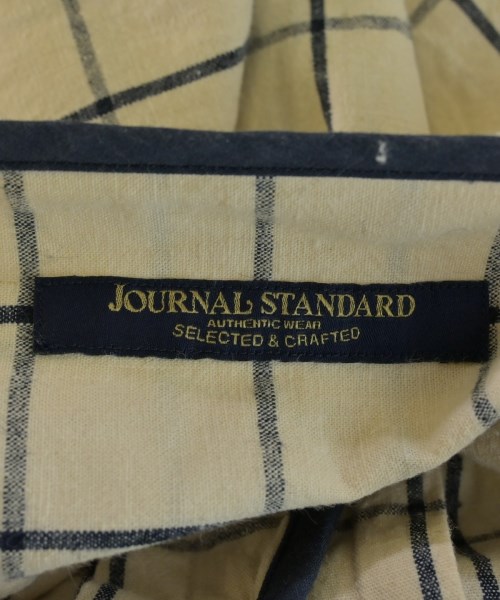 JOURNAL STANDARD
AUTHENTIC WEAR
SELECTED & CRAFTED